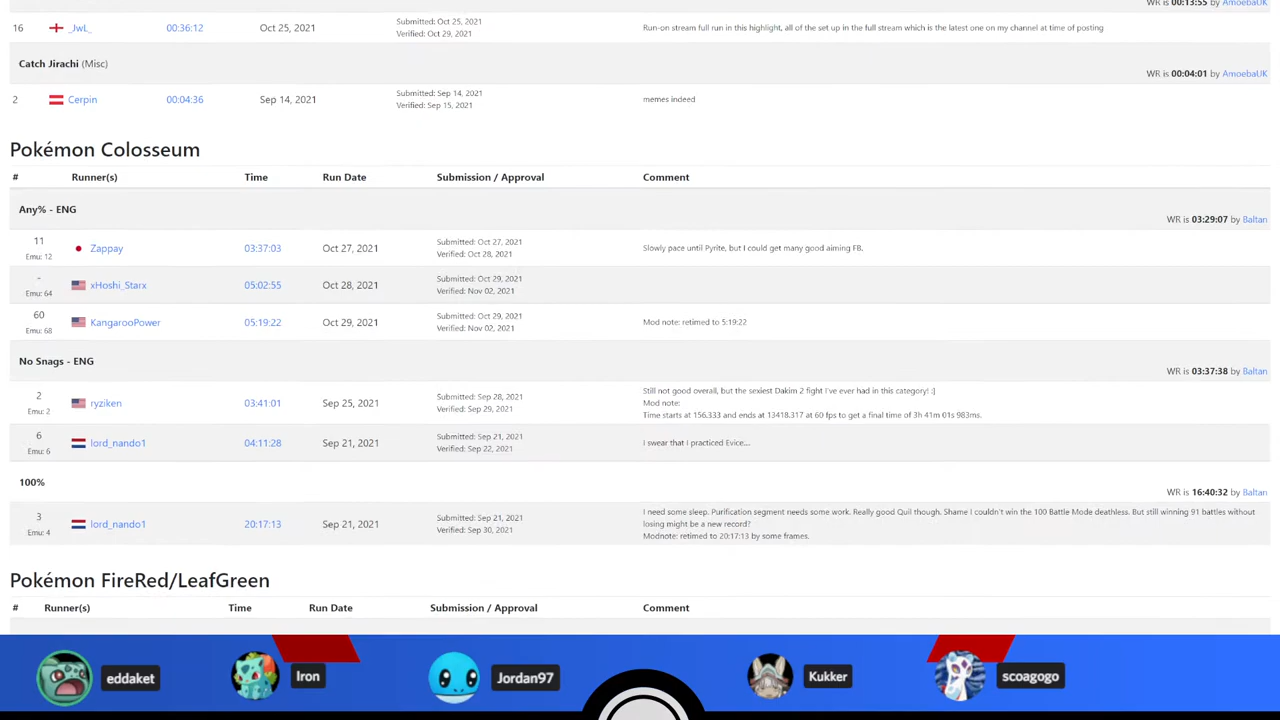 WR is 00:13:55 by AmoebaUK
16 _JwL_ 00:36:12 Oct 25, 2021 Submitted: Oct 25, 2021 Verified: Oct 29, 2021 Run-on stream full run in this highlight, all of the set up in the full stream which is the latest one on my channel at time of posting
Catch Jirachi (Misc)
WR is 00:04:01 by AmoebaUK
2 Cerpin 00:04:36 Sep 14, 2021 Submitted: Sep 14, 2021 Verified: Sep 15, 2021 memes indeed
Pokémon Colosseum
# Runner(s) Time Run Date Submission / Approval Comment
Any% - ENG
WR is 03:29:07 by Baltan
11 Emu: 12 Zappay 03:37:03 Oct 27, 2021 Submitted: Oct 27, 2021 Verified: Oct 28, 2021 Slowly pace until Pyrite, but I could get many good aiming FB.
- Emu: 64 xHoshi_Starx 05:02:55 Oct 28, 2021 Submitted: Oct 29, 2021 Verified: Nov 02, 2021
60 Emu: 68 KangarooPower 05:19:22 Oct 29, 2021 Submitted: Oct 29, 2021 Verified: Nov 02, 2021 Mod note: retimed to 5:19:22
No Snags - ENG
WR is 03:37:38 by Baltan
2 Emu: 2 ryziken 03:41:01 Sep 25, 2021 Submitted: Sep 28, 2021 Verified: Sep 29, 2021 Still not good overall, but the sexiest Dakim 2 fight I've ever had in this category! :]
Mod note:
Time starts at 156.333 and ends at 13418.317 at 60 fps to get a final time of 3h 41m 01s 983ms.
6 Emu: 6 lord_nando1 04:11:28 Sep 21, 2021 Submitted: Sep 21, 2021 Verified: Sep 22, 2021 I swear that I practiced Evice...
100%
WR is 16:40:32 by Baltan
3 Emu: 4 lord_nando1 20:17:13 Sep 21, 2021 Submitted: Sep 21, 2021 Verified: Sep 30, 2021 I need some sleep. Purification segment needs some work. Really good Quil though. Shame I couldn't win the 100 Battle Mode deathless. But still winning 91 battles without
losing might be a new record?
Modnote: retimed to 20:17:13 by some frames.
Pokémon FireRed/LeafGreen
# Runner(s) Time Run Date Submission / Approval Comment
eddaket Iron Jordan97 Kukker scoagogo